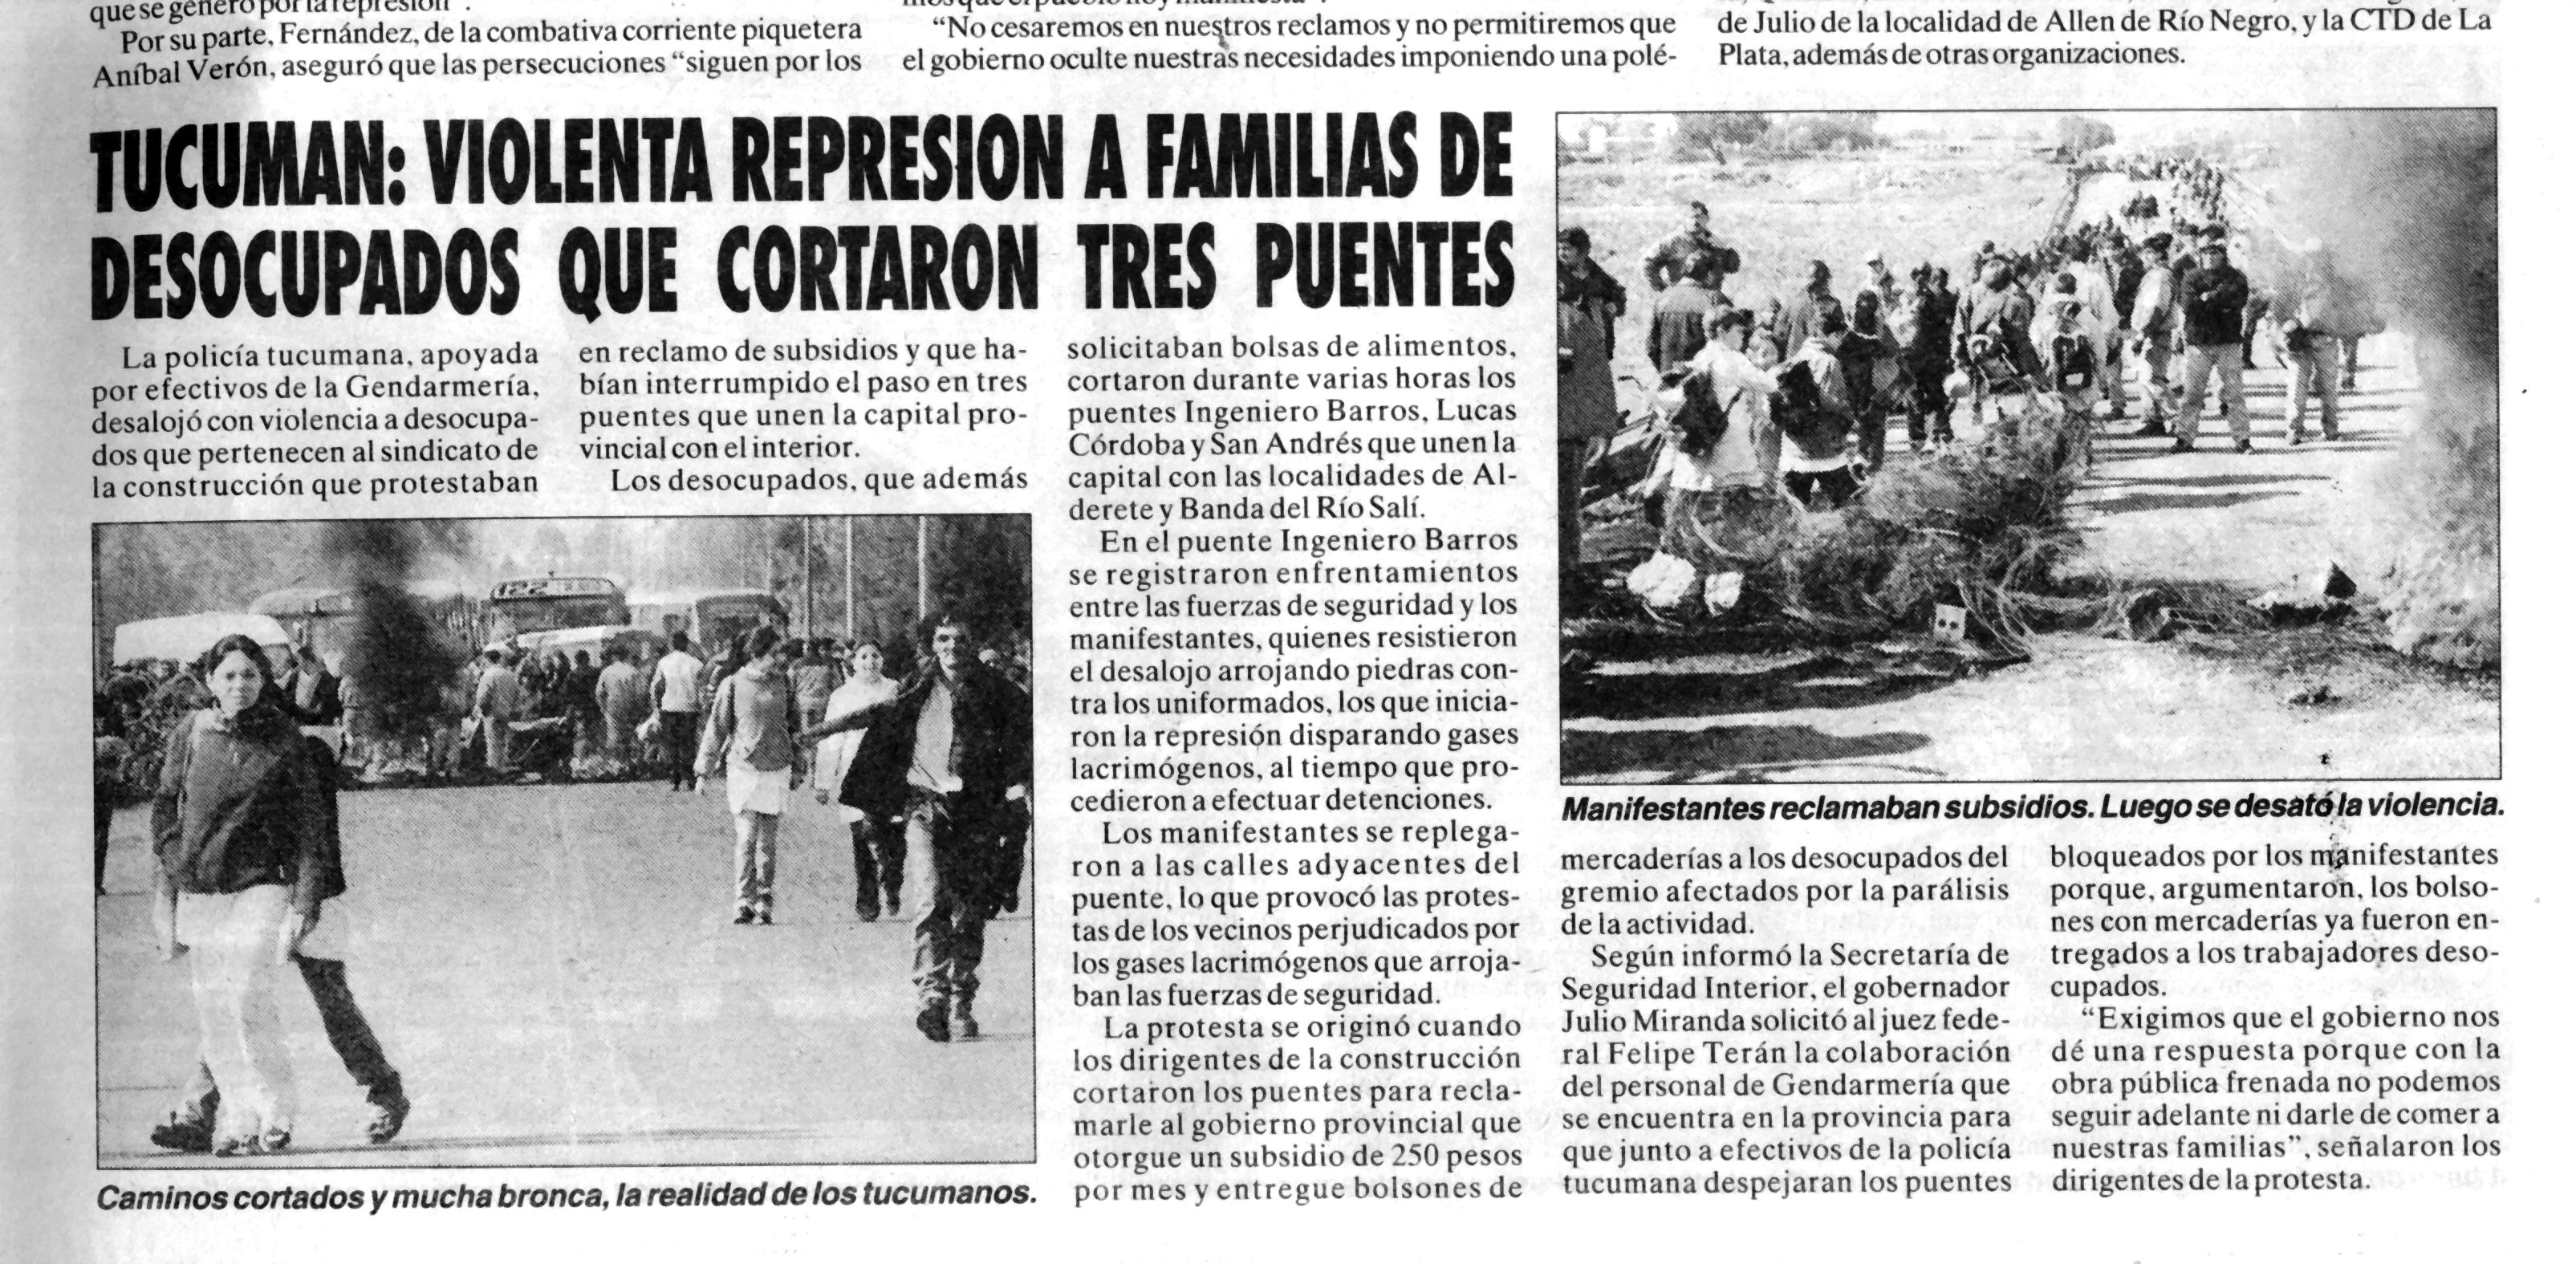 que se generó por la represión".
Por su parte, Fernández, de la combativa corriente piquetera
Aníbal Verón, aseguró que las persecuciones "siguen por los
"No cesaremos en nuestros reclamos y no permitiremos que
el gobierno oculte nuestras necesidades imponiendo una polé-
de Julio de la localidad de Allen de Río Negro, y la CTD de La
Plata, además de otras organizaciones.
TUCUMAN: VIOLENTA REPRESION A FAMILIAS DE
DESOCUPADOS QUE CORTARON TRES PUENTES
La policía tucumana, apoyada
por efectivos de la Gendarmería,
desalojó con violencia a desocupa-
dos que pertenecen al sindicato de
la construcción que protestaban
en reclamo de subsidios y que ha-
bían interrumpido el paso en tres
puentes que unen la capital pro-
vincial con el interior.
Los desocupados, que además
Caminos cortados y mucha bronca, la realidad de los tucumanos.
solicitaban bolsas de alimentos,
cortaron durante varias horas los
puentes Ingeniero Barros, Lucas
Córdoba y San Andrés que unen la
capital con las localidades de Al-
derete y Banda del Río Salí.
En el puente Ingeniero Barros
se registraron enfrentamientos
entre las fuerzas de seguridad y los
manifestantes, quienes resistieron
el desalojo arrojando piedras con-
tra los uniformados, los que inicia-
ron la represión disparando gases
lacrimógenos, al tiempo que pro-
cedieron a efectuar detenciones.
Los manifestantes se replega-
ron a las calles adyacentes del
puente, lo que provocó las protes-
tas de los vecinos perjudicados por
los gases lacrimógenos que arroja-
ban las fuerzas de seguridad.
La protesta se originó cuando
los dirigentes de la construcción
cortaron los puentes para recla-
marle al gobierno provincial que
otorgue un subsidio de 250 pesos
por mes y entregue bolsones de
Manifestantes reclamaban subsidios. Luego se desató la violencia.
mercaderías a los desocupados del
gremio afectados por la parálisis
de la actividad.
Según informó la Secretaría de
Seguridad Interior, el gobernador
Julio Miranda solicitó al juez fede-
ral Felipe Terán la colaboración
del personal de Gendarmería que
se encuentra en la provincia para
que junto a efectivos de la policía
tucumana despejaran los puentes
bloqueados por los manifestantes
porque, argumentaron, los bolso-
nes con mercaderías ya fueron en-
tregados a los trabajadores deso-
cupados.
"Exigimos que el gobierno nos
dé una respuesta porque con la
obra pública frenada no podemos
seguir adelante ni darle de comer a
nuestras familias", señalaron los
dirigentes de la protesta.